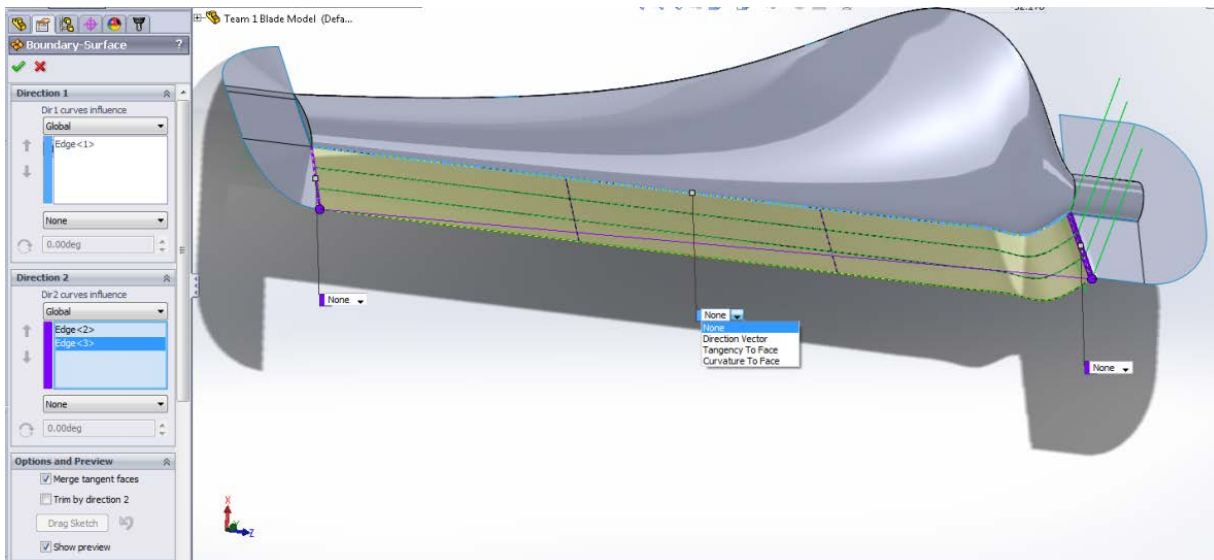 Team 1 Blade Model (Defa...
Boundary-Surface
?
Direction 1
Dir1 curves influence
Global
Edge<1>
None
0.00deg
Direction 2
Dir2 curves influence
Global
Edge<2>
Edge<3>
None
0.00deg
Options and Preview
Merge tangent faces
Trim by direction 2
Drag Sketch
Show preview
None
None
None
Direction Vector
Tangency To Face
Curvature To Face
None
X
Z